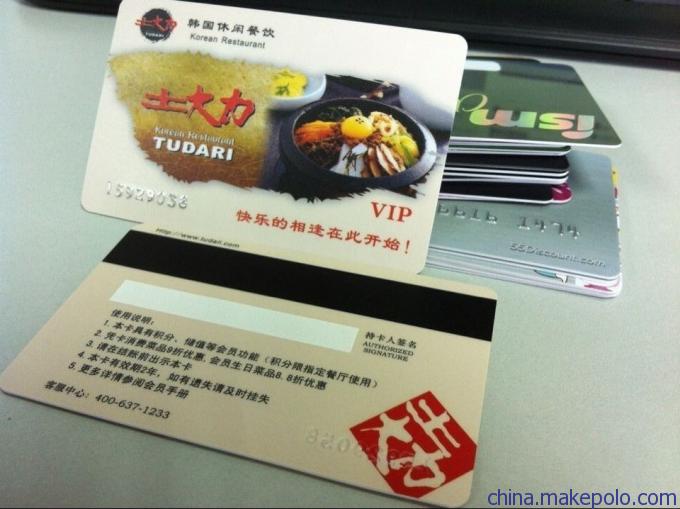 土大力
TUDARI
韩国休闲餐饮
Korean Restaurant
土大力
Korean Restaurant
TUDARI
15929058
VIP
快乐的相逢在此开始！
Http://www.tudari.com
持卡人签名
AUTHORIZED
SIGNATURE
使用说明：
1. 本卡具有积分、储值等会员功能（积分限指定餐厅使用）
2. 凭卡消费菜品9折优惠, 会员生日菜品8.8折优惠
3. 请在结账前出示本卡
4. 本卡有效期2年, 如有遗失请及时挂失
5. 更多详情参阅会员手册
客服中心: 400-637-1233
土大力
1474
55Discount.com
china.makepolo.com